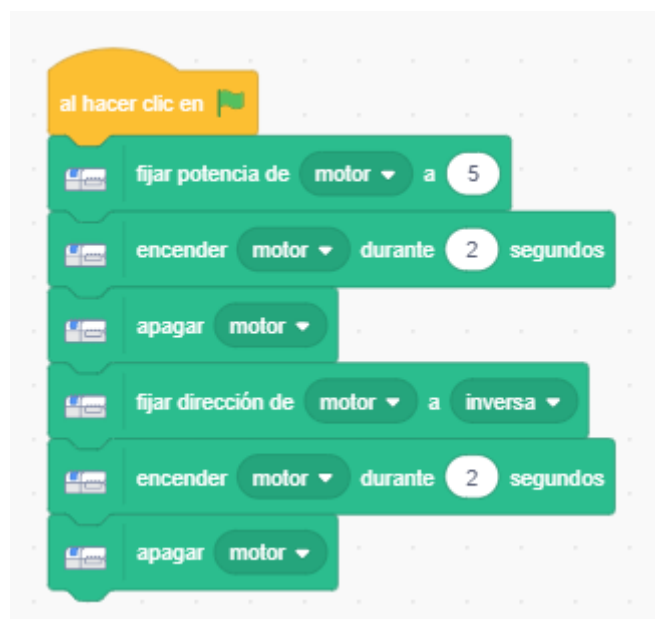 al hacer clic en
fijar potencia de motor a 5
encender motor durante 2 segundos
apagar motor
fijar dirección de motor a inversa
encender motor durante 2 segundos
apagar motor